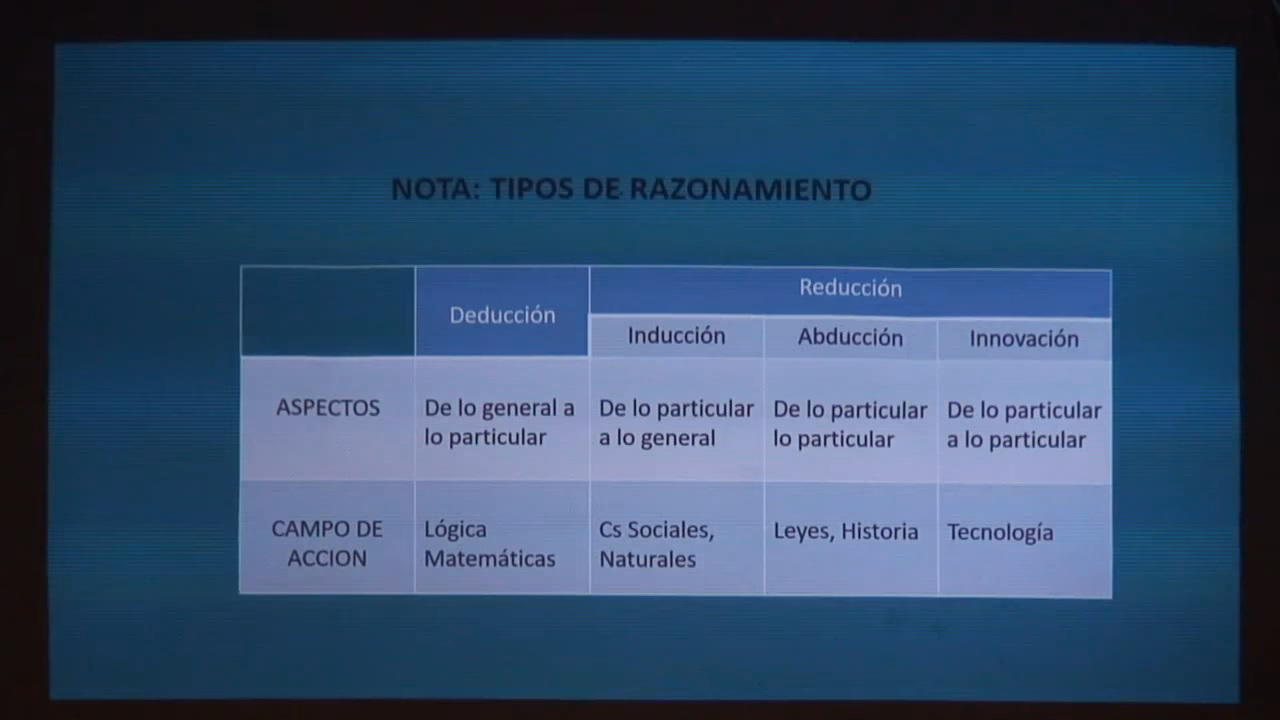 NOTA: TIPOS DE RAZONAMIENTO
Deducción
Reducción
Inducción
Abducción
Innovación
ASPECTOS
De lo general a
lo particular
De lo particular
a lo general
De lo particular
lo particular
De lo particular
a lo particular
CAMPO DE
ACCION
Lógica
Matemáticas
Cs Sociales,
Naturales
Leyes, Historia
Tecnología